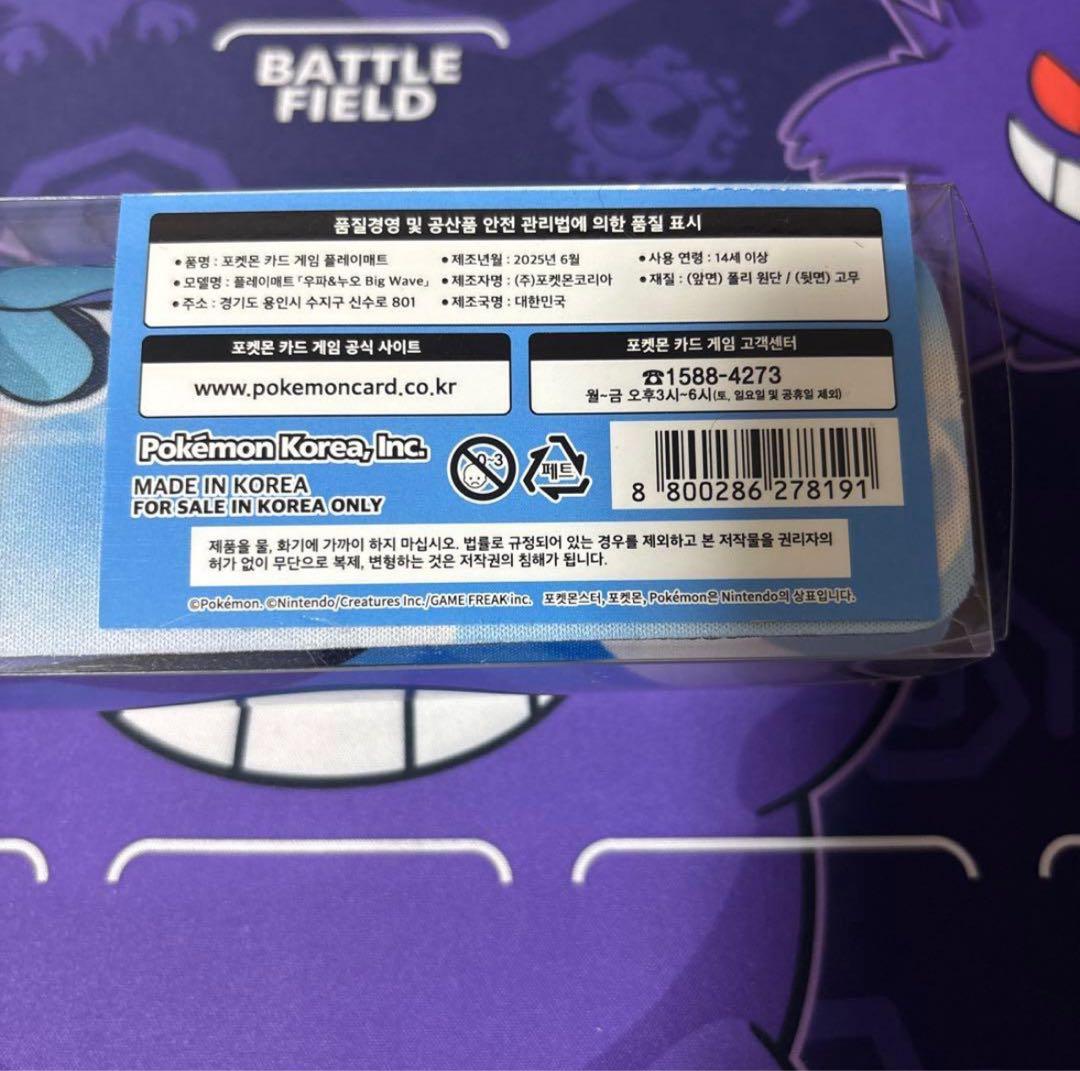 BATTLE
FIELD
품질경영 및 공산품 안전 관리법에 의한 품질 표시
• 품명 : 포켓몬 카드 게임 플레이매트 • 제조년월 : 2025년 6월 • 사용 연령 : 14세 이상
• 모델명 : 플레이매트 「우파&누오 Big Wave」 • 제조자명 : (주)포켓몬코리아 • 재질 : (앞면) 폴리 원단 / (뒷면) 고무
• 주소 : 경기도 용인시 수지구 신수로 801 • 제조국명 : 대한민국
포켓몬 카드 게임 공식 사이트
www.pokemoncard.co.kr
포켓몬 카드 게임 고객센터
☎1588-4273
월~금 오후3시~6시(토, 일요일 및 공휴일 제외)
Pokémon Korea, Inc.
MADE IN KOREA
FOR SALE IN KOREA ONLY
0-3
페트
8 800286 278191
제품을 물, 화기에 가까이 하지 마십시오. 법률로 규정되어 있는 경우를 제외하고 본 저작물을 권리자의
허가 없이 무단으로 복제, 변형하는 것은 저작권의 침해가 됩니다.
©Pokémon. ©Nintendo/Creatures Inc./GAME FREAK inc. 포켓몬스터, 포켓몬, Pokémon은 Nintendo의 상표입니다.